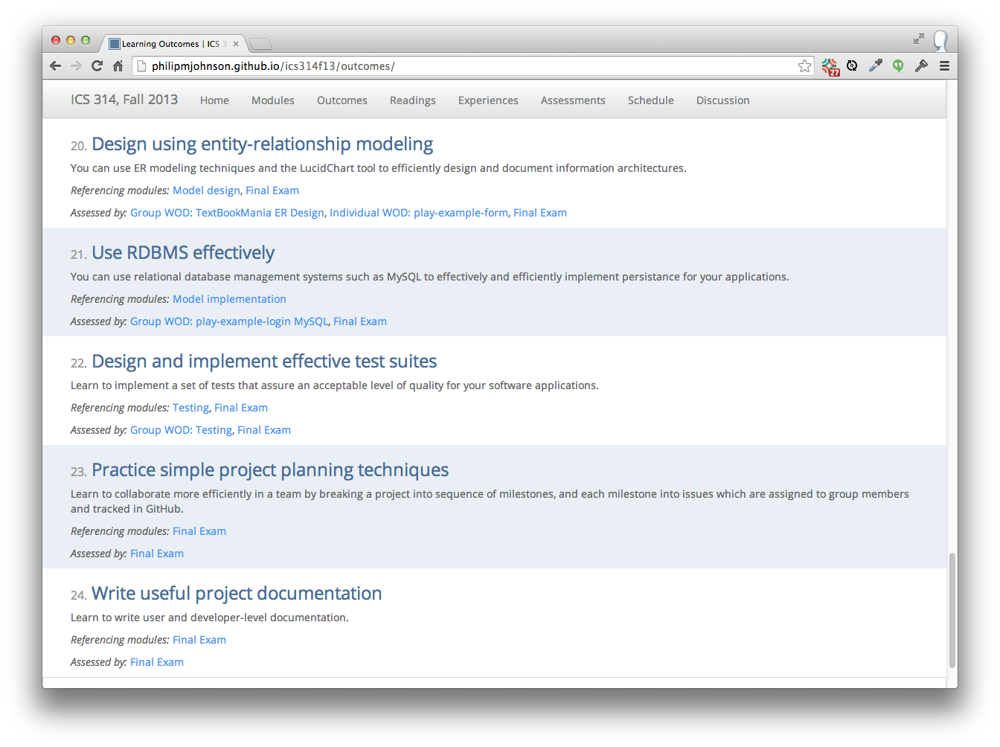 Learning Outcomes | ICS 3
philipmjohnson.github.io/ics314f13/outcomes/
27
ICS 314, Fall 2013 Home Modules Outcomes Readings Experiences Assessments Schedule Discussion
20. Design using entity-relationship modeling
You can use ER modeling techniques and the LucidChart tool to efficiently design and document information architectures.
Referencing modules: Model design, Final Exam
Assessed by: Group WOD: TextBookMania ER Design, Individual WOD: play-example-form, Final Exam
21. Use RDBMS effectively
You can use relational database management systems such as MySQL to effectively and efficiently implement persistance for your applications.
Referencing modules: Model implementation
Assessed by: Group WOD: play-example-login MySQL, Final Exam
22. Design and implement effective test suites
Learn to implement a set of tests that assure an acceptable level of quality for your software applications.
Referencing modules: Testing, Final Exam
Assessed by: Group WOD: Testing, Final Exam
23. Practice simple project planning techniques
Learn to collaborate more efficiently in a team by breaking a project into sequence of milestones, and each milestone into issues which are assigned to group members
and tracked in GitHub.
Referencing modules: Final Exam
Assessed by: Final Exam
24. Write useful project documentation
Learn to write user and developer-level documentation.
Referencing modules: Final Exam
Assessed by: Final Exam